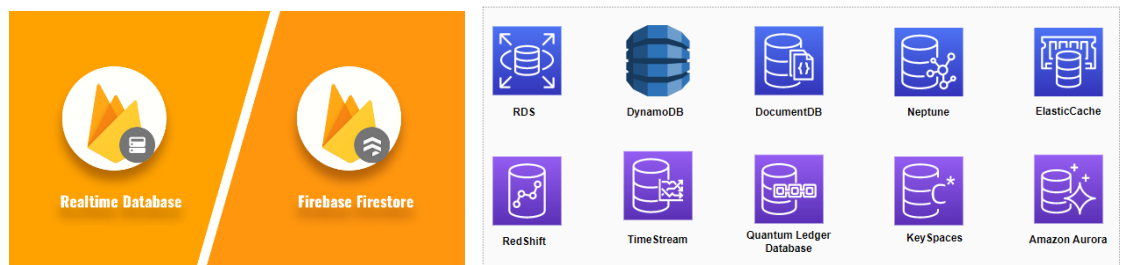 Realtime Database
Firebase Firestore
RDS
DynamoDB
DocumentDB
Neptune
ElasticCache
RedShift
TimeStream
Quantum Ledger
Database
KeySpaces
Amazon Aurora